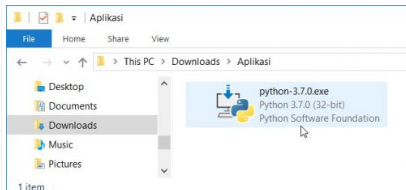 Aplikasi
File Home Share View
This PC > Downloads > Aplikasi
Desktop
Documents
Downloads
Music
Pictures
python-3.7.0.exe
Python 3.7.0 (32-bit)
Python Software Foundation
1 item